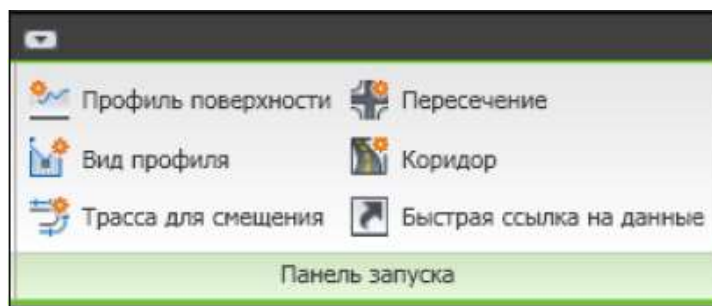 Профиль поверхности
Пересечение
Вид профиля
Коридор
Трасса для смещения
Быстрая ссылка на данные
Панель запуска